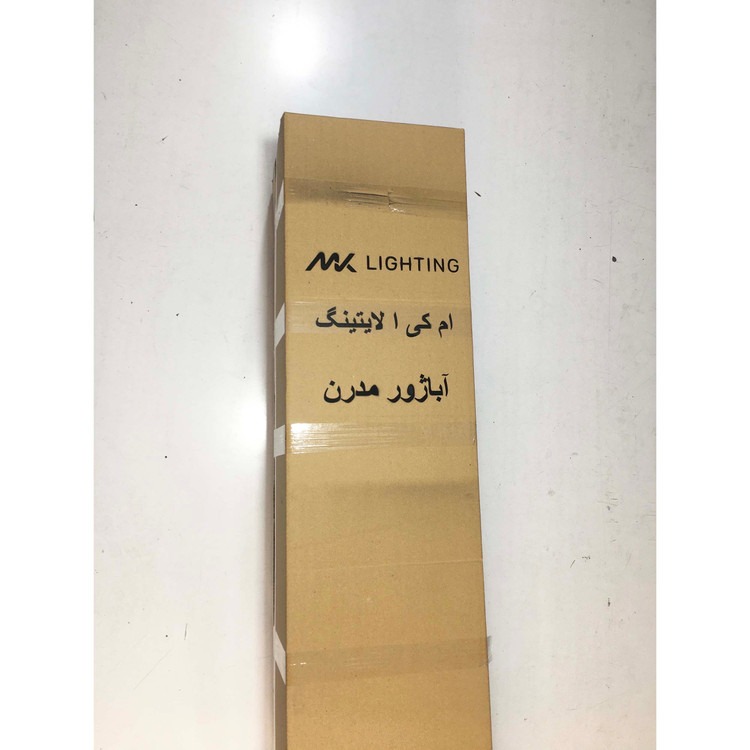 MK LIGHTING
ام کی ا لایتینگ
آباژور مدرن